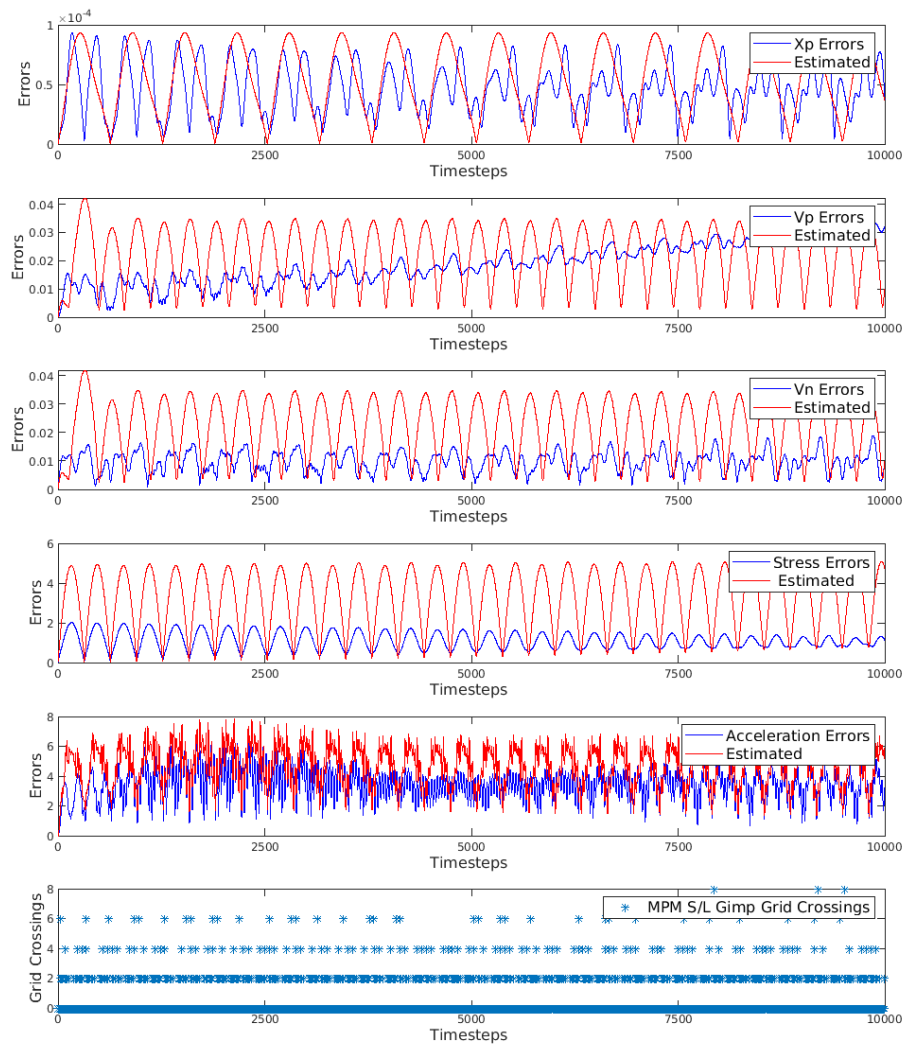 ×10⁻⁴
1
0.5
0
Errors
Xp Errors
Estimated
0 2500 5000 7500 10000
Timesteps
0.04
0.03
0.02
0.01
0
Errors
Vp Errors
Estimated
0 2500 5000 7500 10000
Timesteps
0.04
0.03
0.01
0
Errors
Vn Errors
Estimated
0 2500 5000 7500 10000
Timesteps
6
4
2
0
Errors
Stress Errors
Estimated
0 2500 5000 7500 10000
Timesteps
8
6
4
2
0
Errors
Acceleration Errors
Estimated
0 2500 5000 7500 10000
Timesteps
8
6
4
2
0
Grid Crossings
MPM S/L Gimp Grid Crossings
0 2500 5000 7500 10000
Timesteps